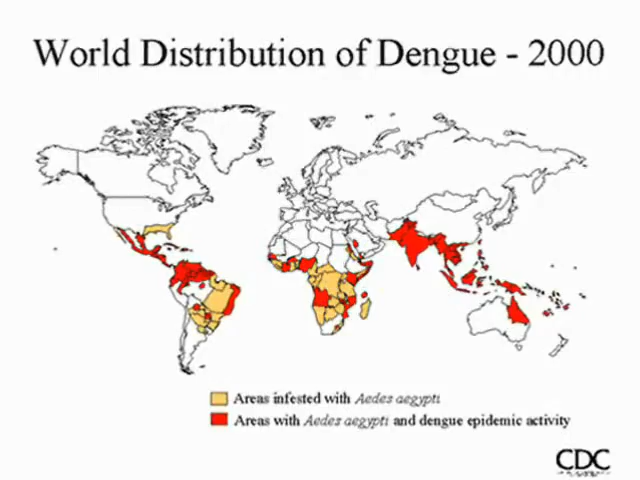 World Distribution of Dengue - 2000
Areas infested with Aedes aegypti
Areas with Aedes aegypti and dengue epidemic activity
CDC